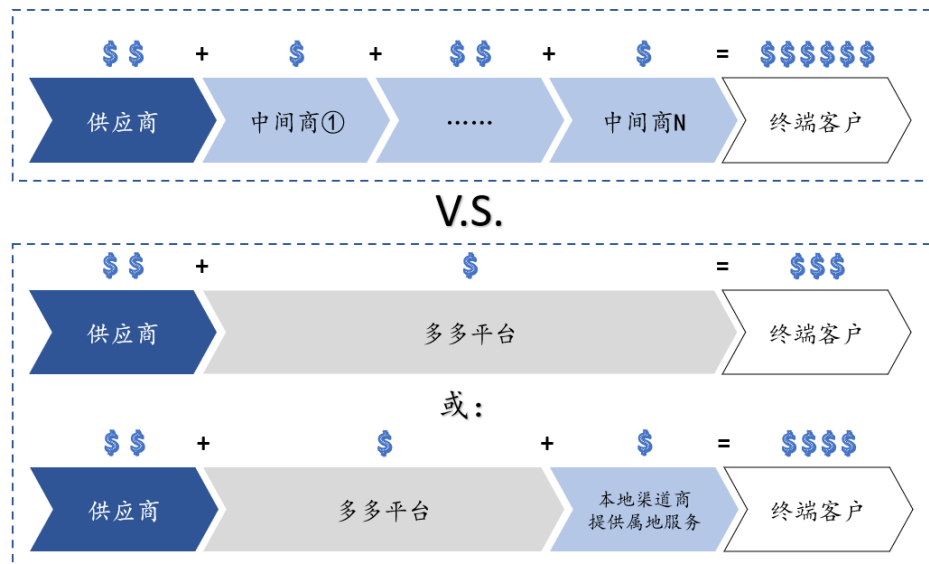 $$ + $ + $$ + $ = $$$$$$
供应商 中间商① …… 中间商N 终端客户
V.S.
$$ + $ = $$$
供应商 多多平台 终端客户
或：
$$ + $ + $ = $$$$
供应商 多多平台 本地渠道商 终端客户
提供属地服务